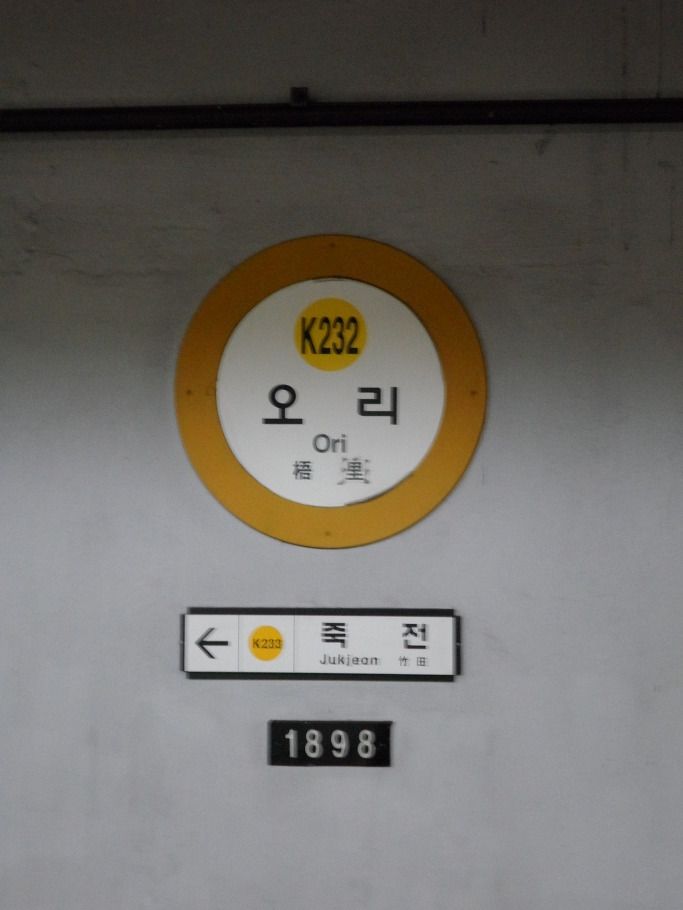 K232
오 리
Ori
梧 里
← K233 죽 전
Jukjeon 竹田
1898